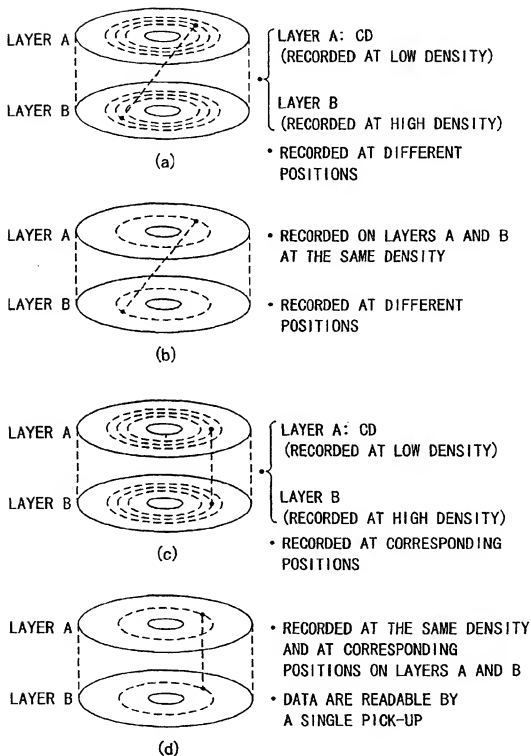 LAYER A
LAYER B
(a)
LAYER A: CD
(RECORDED AT LOW DENSITY)
LAYER B
(RECORDED AT HIGH DENSITY)
• RECORDED AT DIFFERENT
POSITIONS
LAYER A
LAYER B
(b)
• RECORDED ON LAYERS A AND B
AT THE SAME DENSITY
• RECORDED AT DIFFERENT
POSITIONS
LAYER A
LAYER B
(c)
LAYER A: CD
(RECORDED AT LOW DENSITY)
LAYER B
(RECORDED AT HIGH DENSITY)
• RECORDED AT CORRESPONDING
POSITIONS
LAYER A
LAYER B
(d)
• RECORDED AT THE SAME DENSITY
AND AT CORRESPONDING
POSITIONS ON LAYERS A AND B
• DATA ARE READABLE BY
A SINGLE PICK-UP